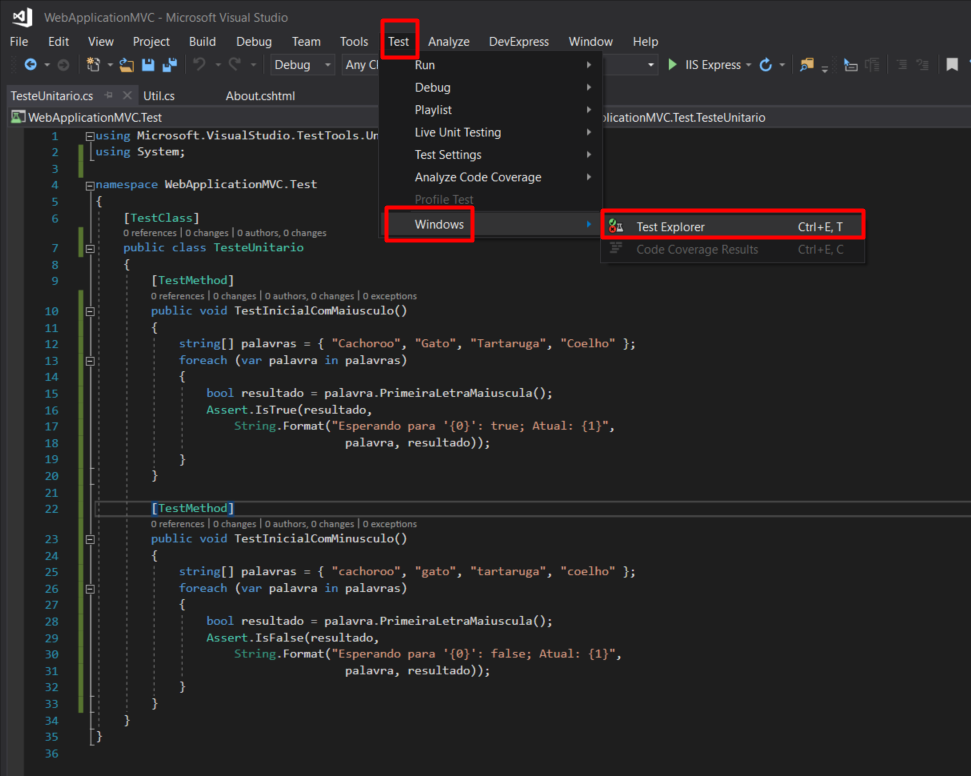 WebApplicationMVC - Microsoft Visual Studio
File Edit View Project Build Debug Team Tools Test Analyze DevExpress Window Help
Debug Any C IIS Express
Run
Debug
Playlist
Live Unit Testing
Test Settings
Analyze Code Coverage
Profile Test
Windows
Test Explorer Ctrl+E, T
Code Coverage Results Ctrl+E, C
TesteUnitario.cs Util.cs About.cshtml
WebApplicationMVC.Test plicationMVC.Test.TesteUnitario
1 using Microsoft.VisualStudio.TestTools.Un
2 using System;
3
4 namespace WebApplicationMVC.Test
5 {
6 [TestClass]
0 references | 0 changes | 0 authors, 0 changes
7 public class TesteUnitario
8 {
9 [TestMethod]
0 references | 0 changes | 0 authors, 0 changes | 0 exceptions
10 public void TestInicialComMaiusculo()
11 {
12 string[] palavras = { "Cachoroo", "Gato", "Tartaruga", "Coelho" };
13 foreach (var palavra in palavras)
14 {
15 bool resultado = palavra.PrimeiraLetraMaiuscula();
16 Assert.IsTrue(resultado,
17 String.Format("Esperando para '{0}': true; Atual: {1}",
18 palavra, resultado));
19 }
20 }
21
22 [TestMethod]
0 references | 0 changes | 0 authors, 0 changes | 0 exceptions
23 public void TestInicialComMinusculo()
24 {
25 string[] palavras = { "cachoroo", "gato", "tartaruga", "coelho" };
26 foreach (var palavra in palavras)
27 {
28 bool resultado = palavra.PrimeiraLetraMaiuscula();
29 Assert.IsFalse(resultado,
30 String.Format("Esperando para '{0}': false; Atual: {1}",
31 palavra, resultado));
32 }
33 }
34 }
35 }
36